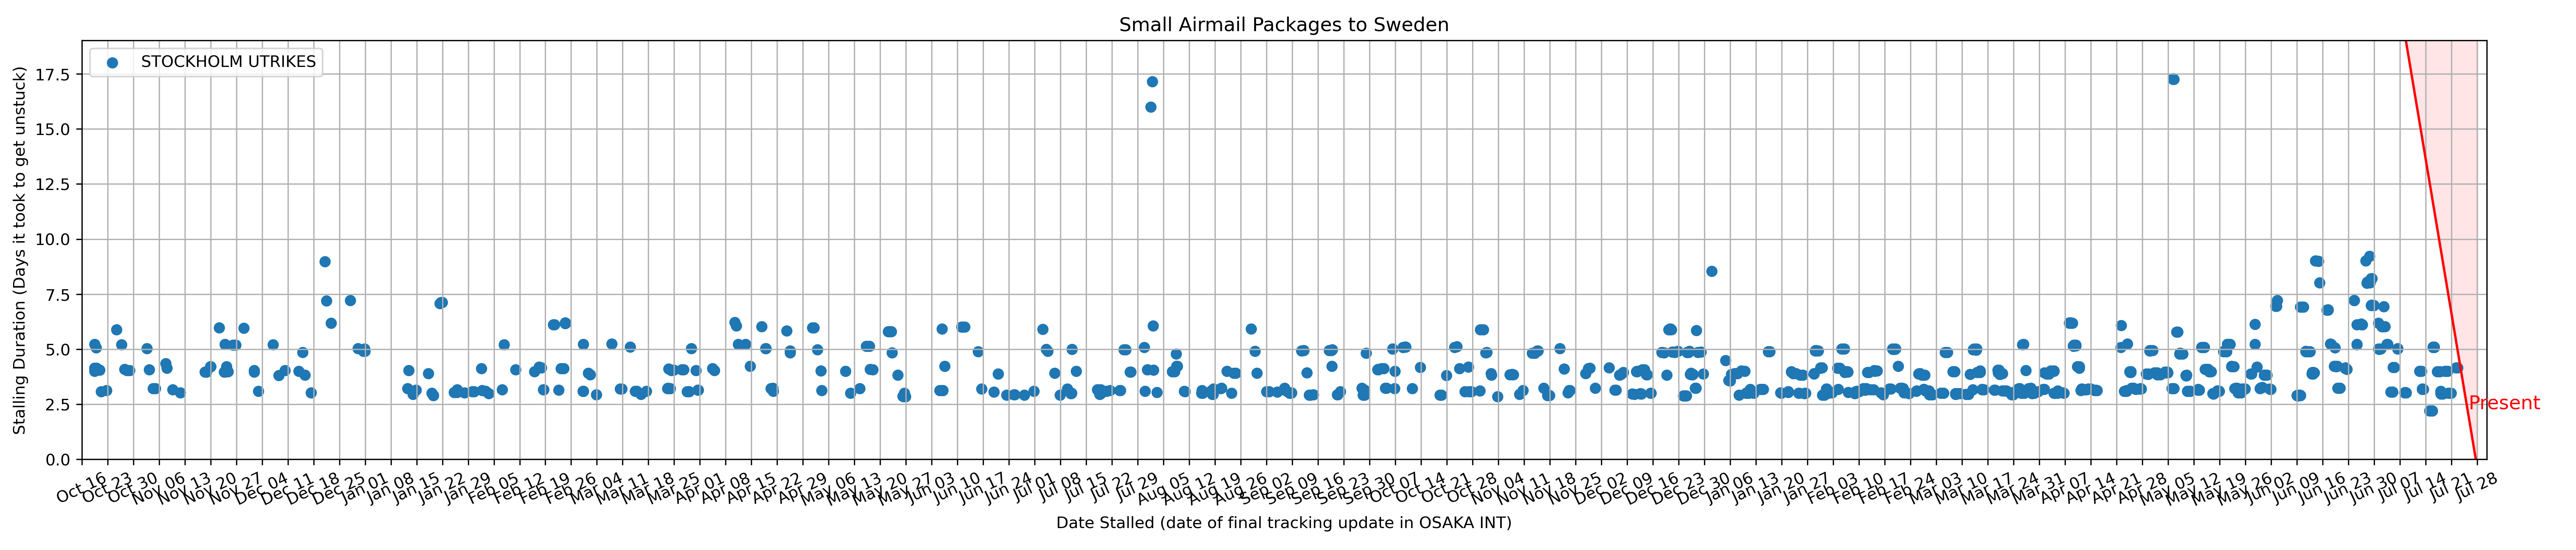 Small Airmail Packages to Sweden
STOCKHOLM UTRIKES
Stalling Duration (Days it took to get unstuck)
17.5
15.0
12.5
10.0
7.5
5.0
2.5
0.0
Present
Oct 16
Oct 23
Oct 30
Nov 06
Nov 13
Nov 20
Nov 27
Dec 04
Dec 11
Dec 18
Dec 25
Jan 01
Jan 08
Jan 15
Jan 22
Jan 29
Feb 05
Feb 12
Feb 19
Feb 26
Mar 04
Mar 11
Mar 18
Mar 25
Apr 01
Apr 08
Apr 15
Apr 22
Apr 29
May 06
May 13
May 20
May 27
Jun 03
Jun 10
Jun 17
Jun 24
Jul 01
Jul 08
Jul 15
Jul 22
Jul 29
Aug 05
Aug 12
Aug 19
Aug 26
Sep 02
Sep 09
Sep 16
Sep 23
Sep 30
Oct 07
Oct 14
Oct 21
Oct 28
Nov 04
Nov 11
Nov 18
Nov 25
Dec 02
Dec 09
Dec 16
Dec 23
Dec 30
Jan 06
Jan 13
Jan 20
Jan 27
Feb 03
Feb 10
Feb 17
Feb 24
Mar 03
Mar 10
Mar 17
Mar 24
Mar 31
Apr 07
Apr 14
Apr 21
Apr 28
May 05
May 12
May 19
May 26
Jun 02
Jun 09
Jun 16
Jun 23
Jun 30
Jul 07
Jul 14
Jul 21
Jul 28
Date Stalled (date of final tracking update in OSAKA INT)